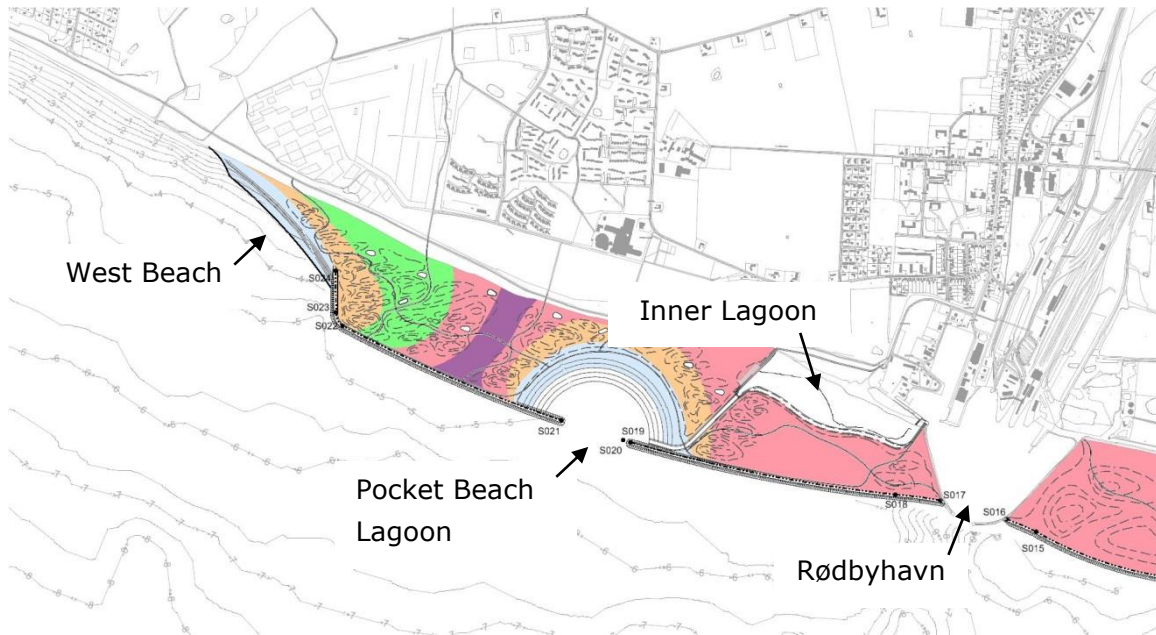 West Beach
S024
S023
S022
Inner Lagoon
S021
S019
S020
Pocket Beach
Lagoon
S018
S017
S016
S015
Rødbyhavn